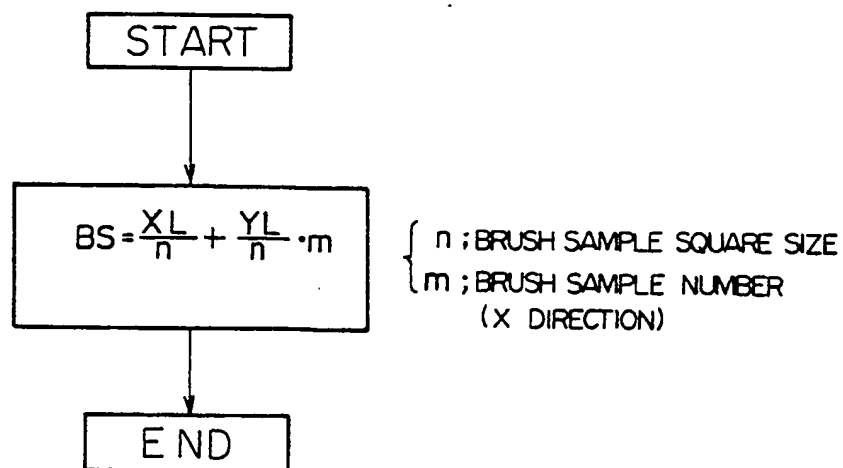 START
BS = XL/n + YL/n · m
n ; BRUSH SAMPLE SQUARE SIZE
m ; BRUSH SAMPLE NUMBER
(X DIRECTION)
END